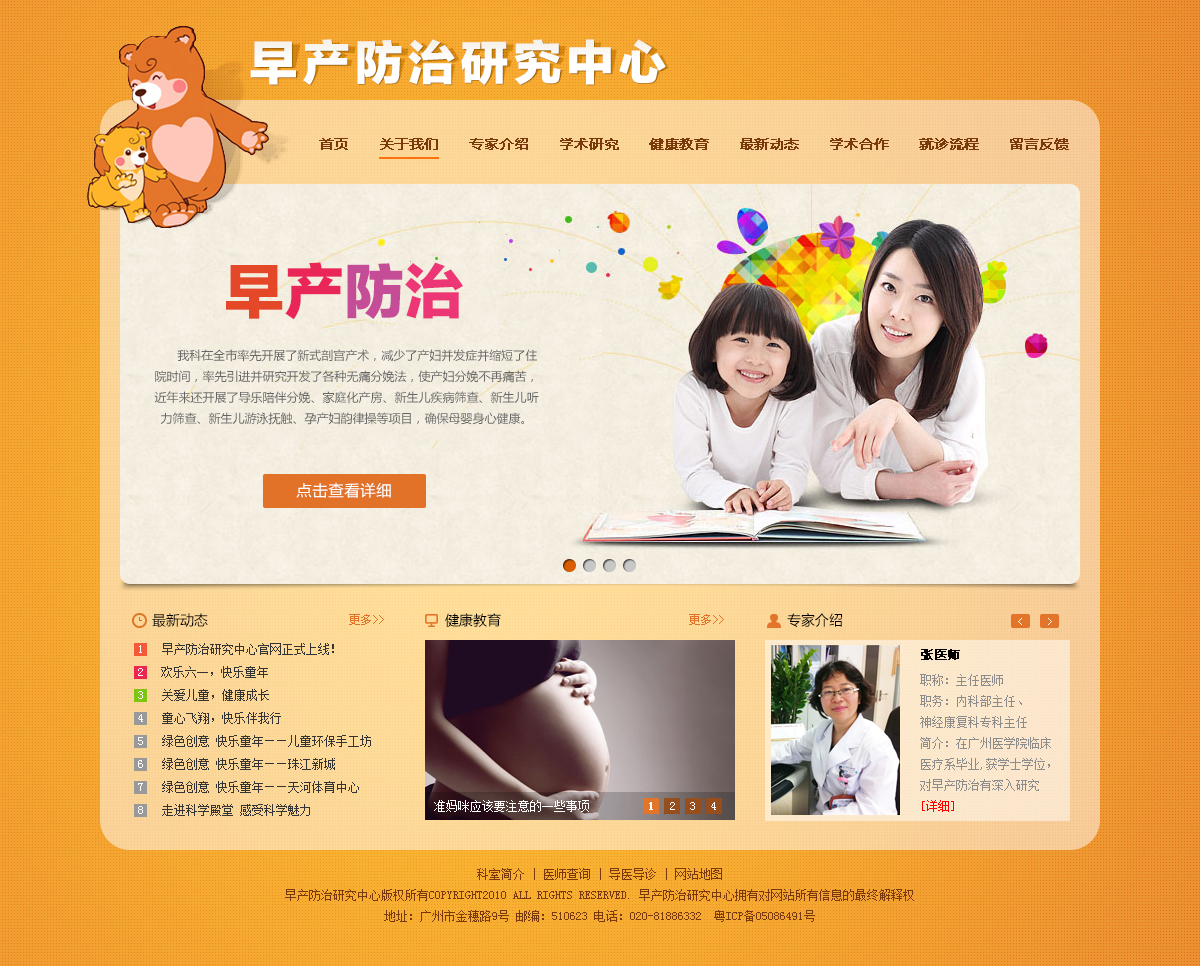 早产防治研究中心
首页 关于我们 专家介绍 学术研究 健康教育 最新动态 学术合作 就诊流程 留言反馈
早产防治
我科在全市率先开展了新式剖宫产术，减少了产妇并发症并缩短了住
院时间，率先引进并研究开发了各种无痛分娩法，使产妇分娩不再痛苦，
近年来还开展了导乐陪伴分娩、家庭化产房、新生儿疾病筛查、新生儿听
力筛查、新生儿游泳抚触、孕产妇韵律操等项目，确保母婴身心健康。
点击查看详细
最新动态 更多>>
1 早产防治研究中心官网正式上线！
2 欢乐六一，快乐童年
3 关爱儿童，健康成长
4 童心飞翔，快乐伴我行
5 绿色创意 快乐童年——儿童环保手工坊
6 绿色创意 快乐童年——珠江新城
7 绿色创意 快乐童年——天河体育中心
8 走进科学殿堂 感受科学魅力
健康教育 更多>>
准妈咪应该要注意的一些事项 1 2 3 4
专家介绍 < >
张医师
职称：主任医师
职务：内科部主任、
神经康复科专科主任
简介：在广州医学院临床
医疗系毕业,获学士学位，
对早产防治有深入研究
[详细]
科室简介 | 医师查询 | 导医导诊 | 网站地图
早产防治研究中心版权所有COPYRIGHT2010 ALL RIGHTS RESERVED. 早产防治研究中心拥有对网站所有信息的最终解释权
地址：广州市金穗路9号 邮编：510623 电话：020-81886332 粤ICP备05086491号